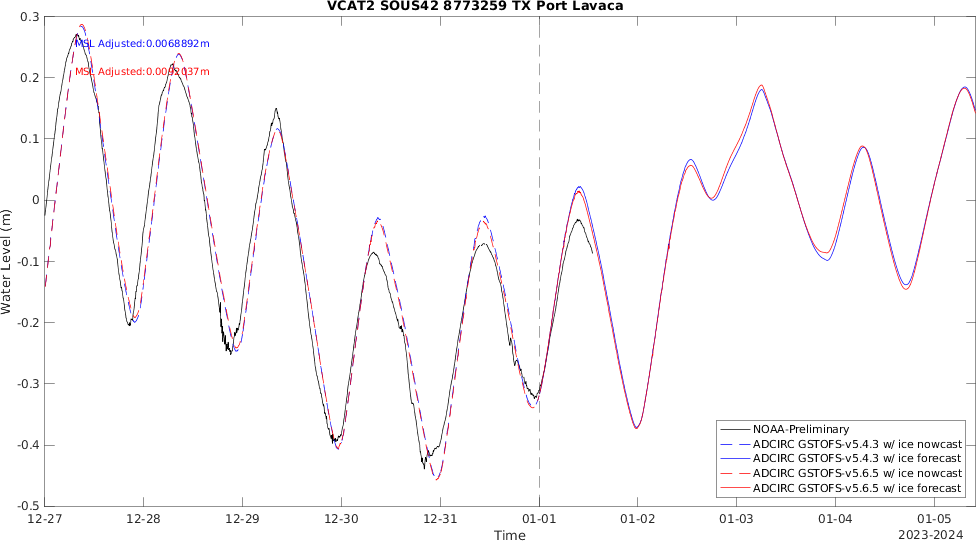 VCAT2 SOUS42 8773259 TX Port Lavaca
MSL Adjusted:0.0068892m
MSL Adjusted:
0.3
0.2
0.1
0
-0.1
-0.2
-0.3
-0.4
-0.5
Water Level (m)
12-27
12-28
12-29
12-30
12-31
01-01
01-02
01-03
01-04
01-05
Time
2023-2024
NOAA-Preliminary
ADCIRC GSTOFS-v5.4.3 w/ ice nowcast
ADCIRC GSTOFS-v5.4.3 w/ ice forecast
ADCIRC GSTOFS-v5.6.5 w/ ice nowcast
ADCIRC GSTOFS-v5.6.5 w/ ice forecast